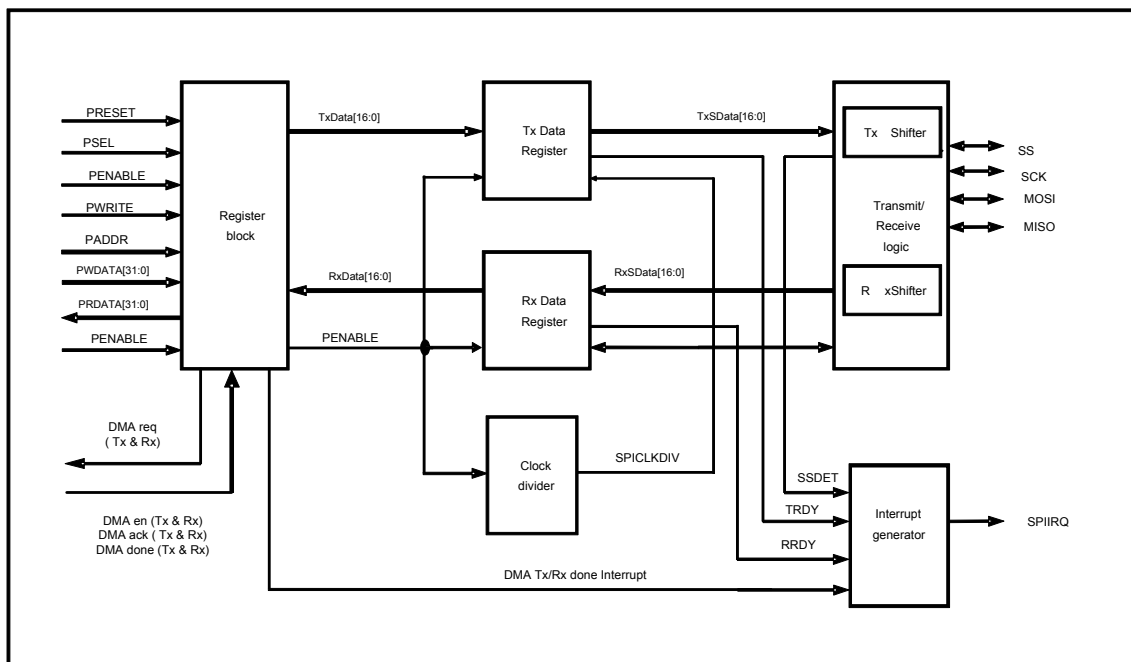 PRESET
PSEL
PENABLE
PWRITE
PADDR
PWDATA[31:0]
PRDATA[31:0]
PENABLE
Register
block
TxData[16:0]
RxData[16:0]
PENABLE
Tx Data
Register
Rx Data
Register
Clock
divider
TxSData[16:0]
RxSData[16:0]
SPICLKDIV
Tx Shifter
Transmit/
Receive
logic
R xShifter
SS
SCK
MOSI
MISO
DMA req
( Tx & Rx)
DMA en (Tx & Rx)
DMA ack ( Tx & Rx)
DMA done (Tx & Rx)
DMA Tx/Rx done Interrupt
SSDET
TRDY
RRDY
Interrupt
generator
SPIIRQ